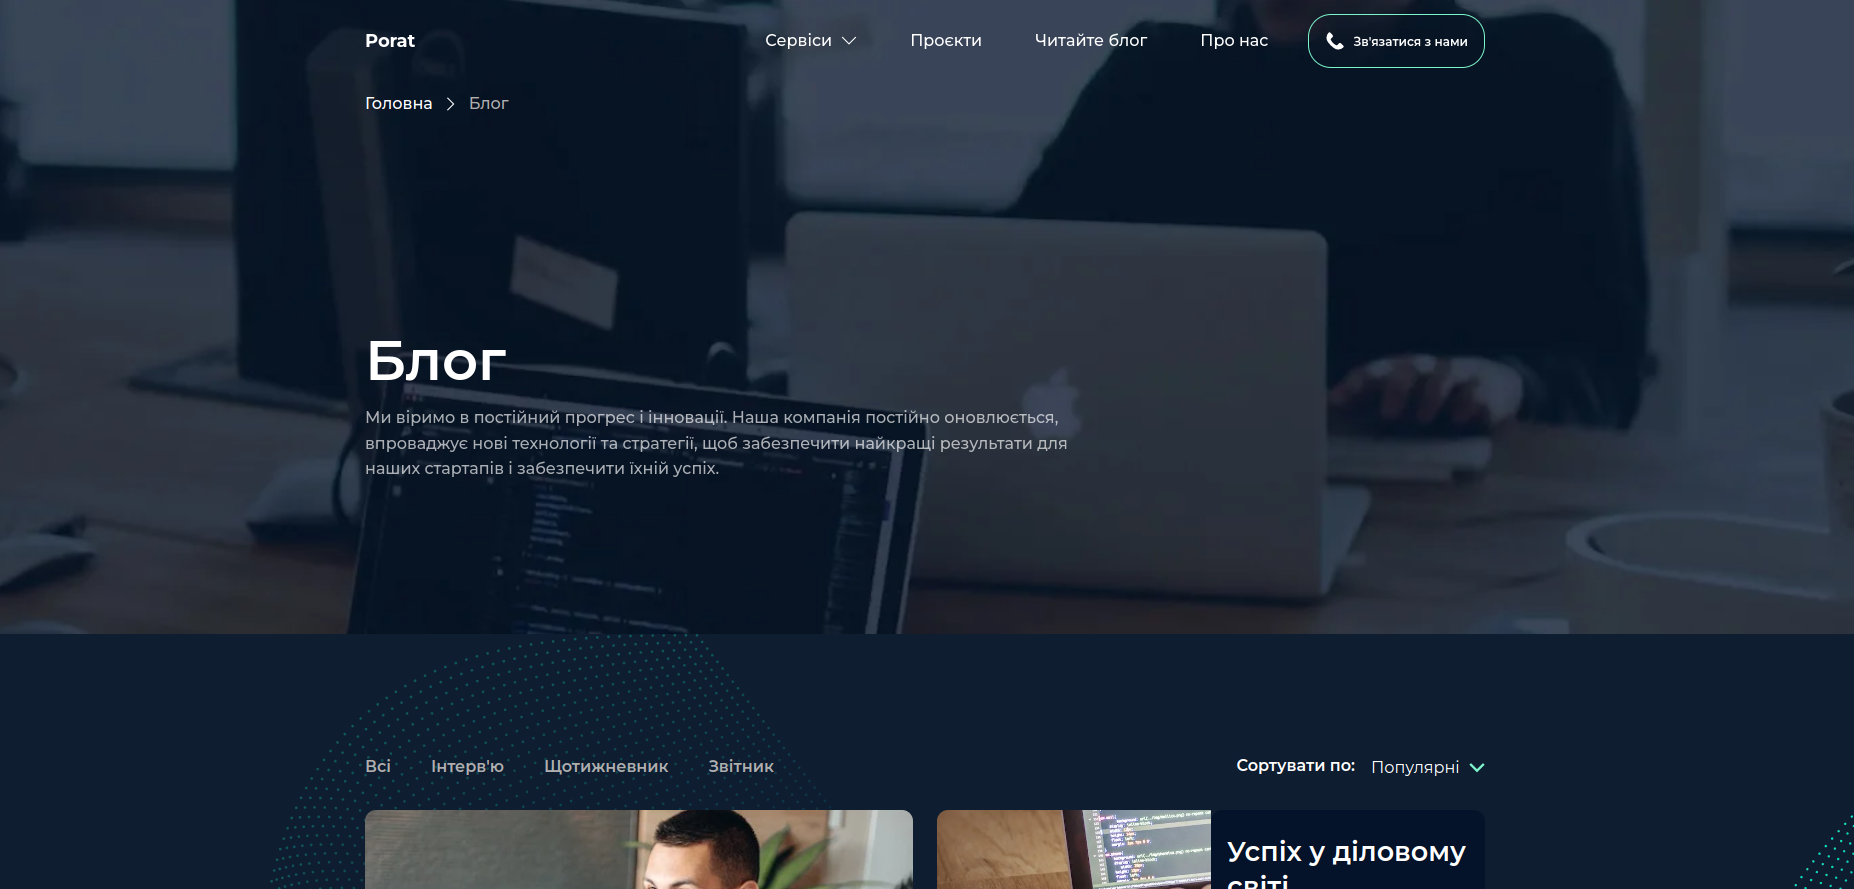 Porat
Сервіси
Проєкти
Читайте блог
Про нас
Зв'язатися з нами
Головна > Блог
Блог
Ми віримо в постійний прогрес і інновації. Наша компанія постійно оновлюється,
впроваджує нові технології та стратегії, щоб забезпечити найкращі результати для
наших стартапів і забезпечити їхній успіх.
Всі
Інтерв'ю
Щотижневник
Звітник
Сортувати по:
Популярні
Успіх у діловому
світі